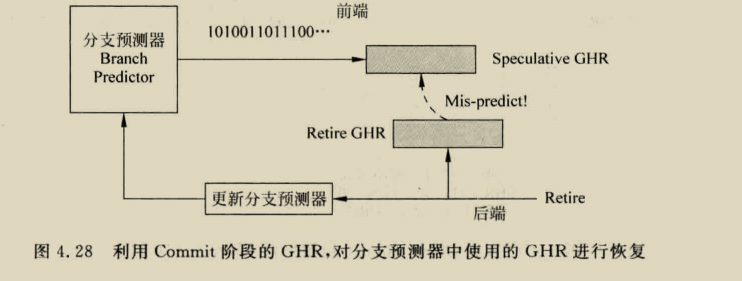 前端
分支预测器
Branch
Predictor
1010011011100…
Speculative GHR
Mis-predict!
Retire GHR
更新分支预测器
Retire
后端
图 4.28 利用 Commit 阶段的 GHR,对分支预测器中使用的 GHR 进行恢复